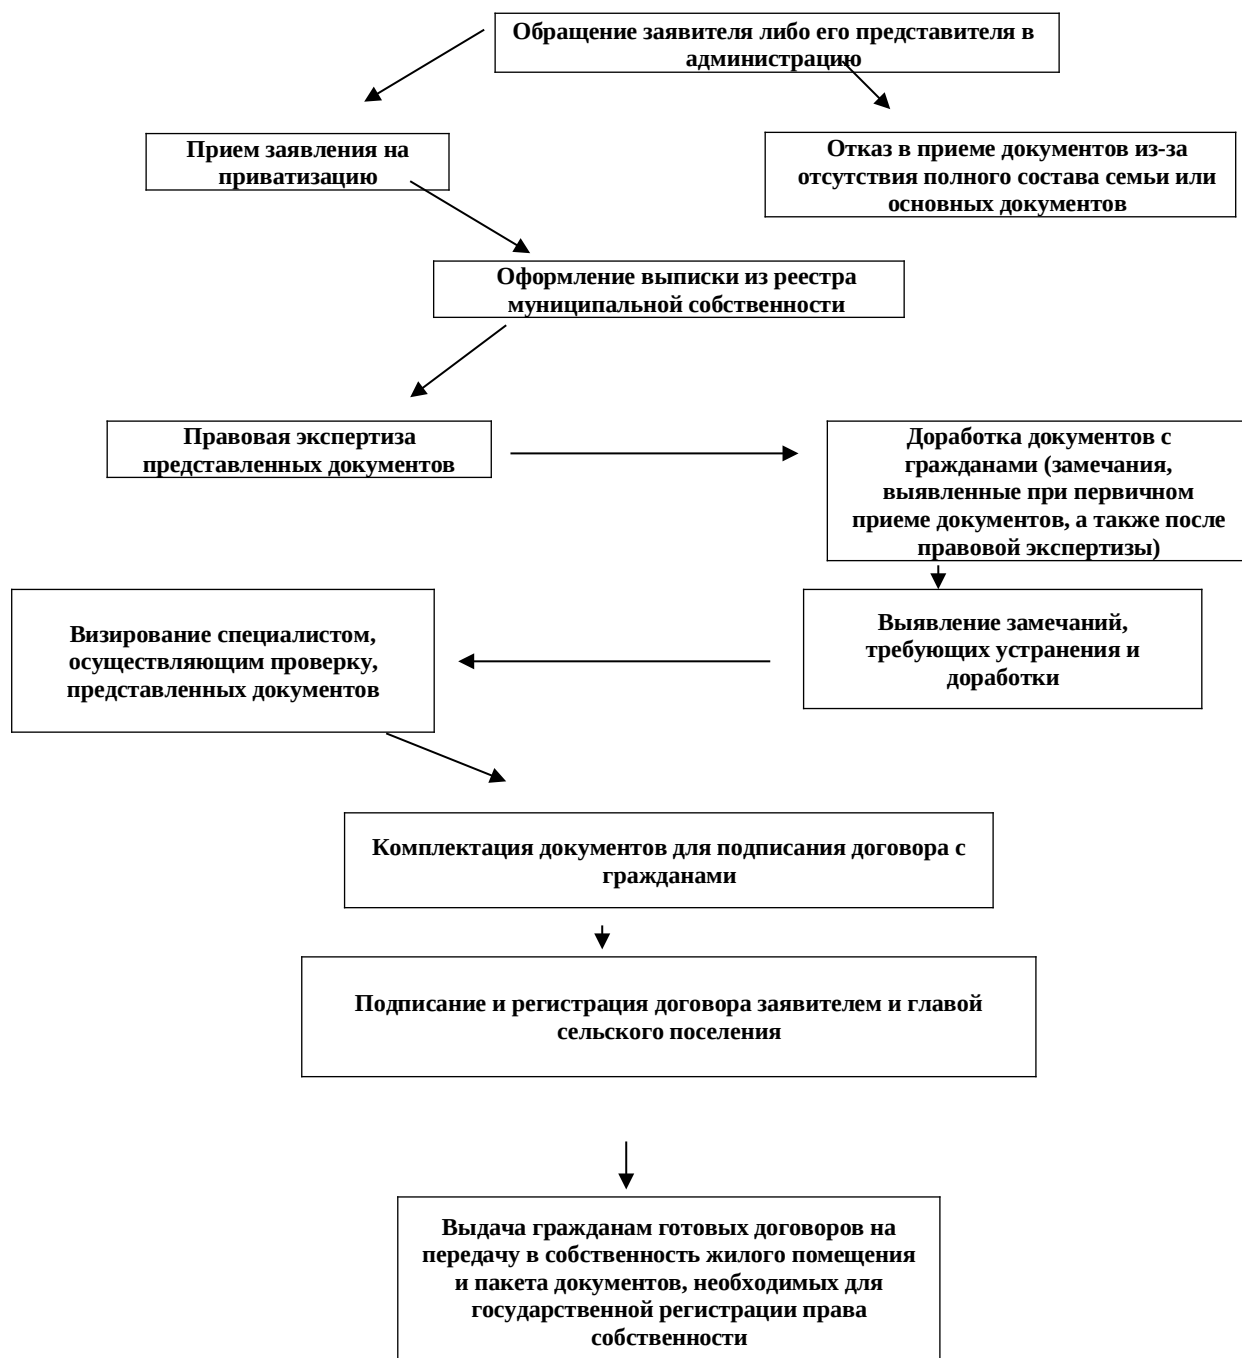 Обращение заявителя либо его представителя в
администрацию
Прием заявления на
приватизацию
Отказ в приеме документов из-за
отсутствия полного состава семьи или
основных документов
Оформление выписки из реестра
муниципальной собственности
Правовая экспертиза
представленных документов
Доработка документов с
гражданами (замечания,
выявленные при первичном
приеме документов, а также после
правовой экспертизы)
Визирование специалистом,
осуществляющим проверку,
представленных документов
Выявление замечаний,
требующих устранения и
доработки
Комплектация документов для подписания договора с
гражданами
Подписание и регистрация договора заявителем и главой
сельского поселения
Выдача гражданам готовых договоров на
передачу в собственность жилого помещения
и пакета документов, необходимых для
государственной регистрации права
собственности